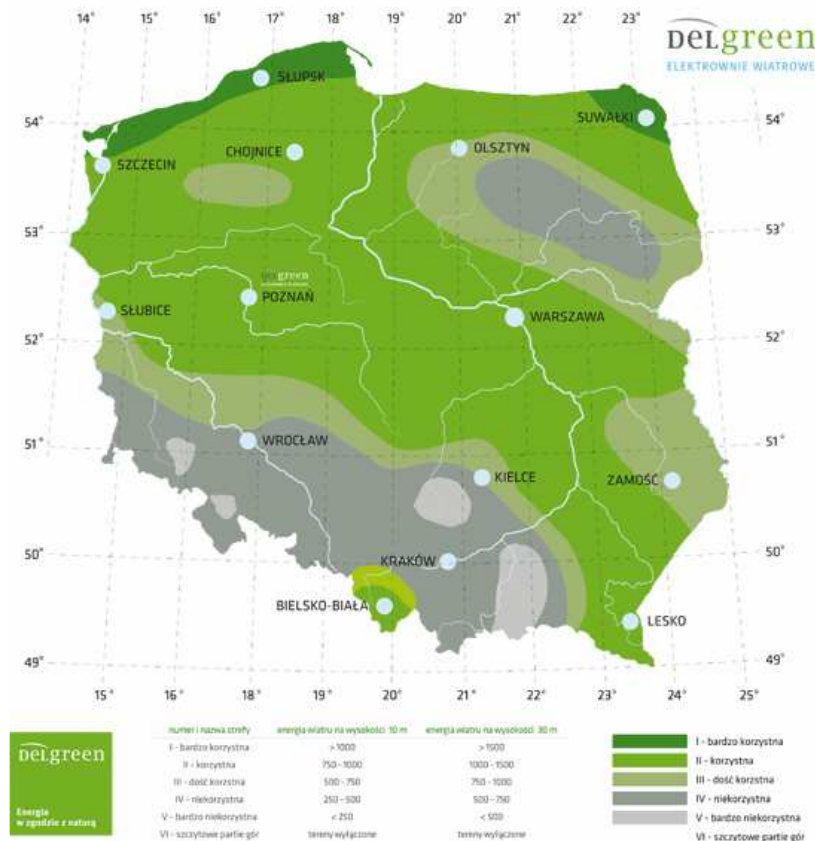 14° 15° 16° 17° 18° 19° 20° 21° 22° 23°
DELgreen
ELEKTROWNIE WIATROWE
SŁUPSK
54°
SUWAŁKI
54°
CHOJNICE
OLSZTYN
SZCZECIN
53°
53°
DELgreen
SŁUBICE
POZNAŃ
WARSZAWA
52°
52°
51°
WROCŁAW
51°
KIELCE
ZAMOŚĆ
50°
KRAKÓW
50°
BIELSKO-BIAŁA
LESKO
49°
49°
15° 16° 17° 18° 19° 20° 21° 22° 23° 24° 25°
DELgreen
Energia
w zgodzie z naturą
numer i nazwa strefy energia wiatru na wysokości 10 m energia wiatru na wysokości 30 m
I - bardzo korzystna >1000 >1500
II - korzystna 750 - 1000 1000 - 1500
III - dość korzstna 500 - 750 750 - 1000
IV - niekorzystna 250 - 500 500 - 750
V - bardzo niekorzystna < 250 < 500
VI - szczytowe partie gór tereny wyłączone tereny wyłączone
I - bardzo korzystna
II - korzystna
III - dość korzstna
IV - niekorzystna
V - bardzo niekorzystna
VI - szczytowe partie gór